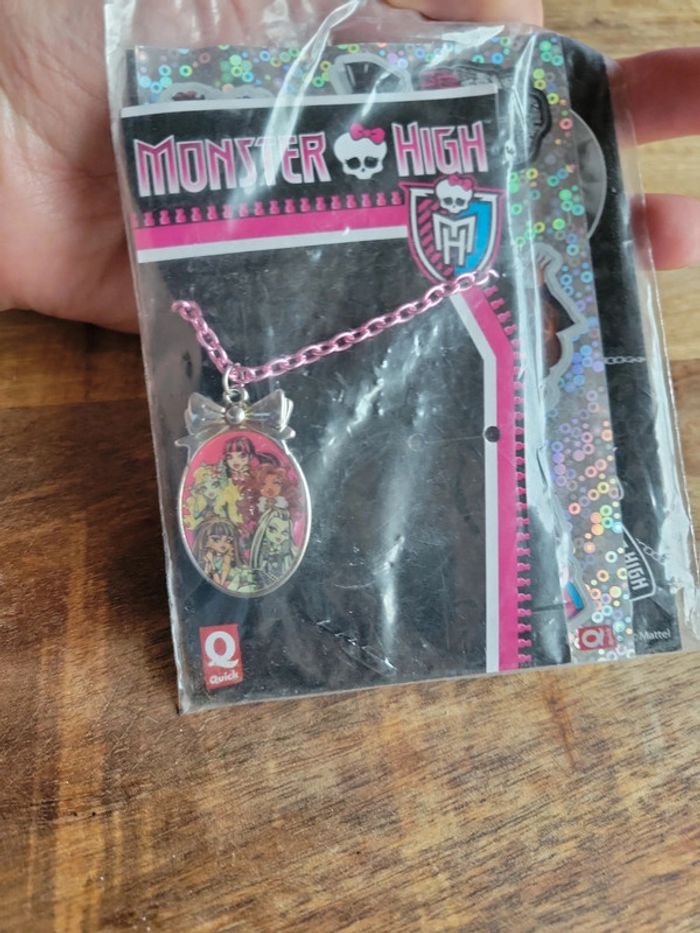 MONSTER HIGH
MH
HIGH
Q
Quick
Q
Mattel